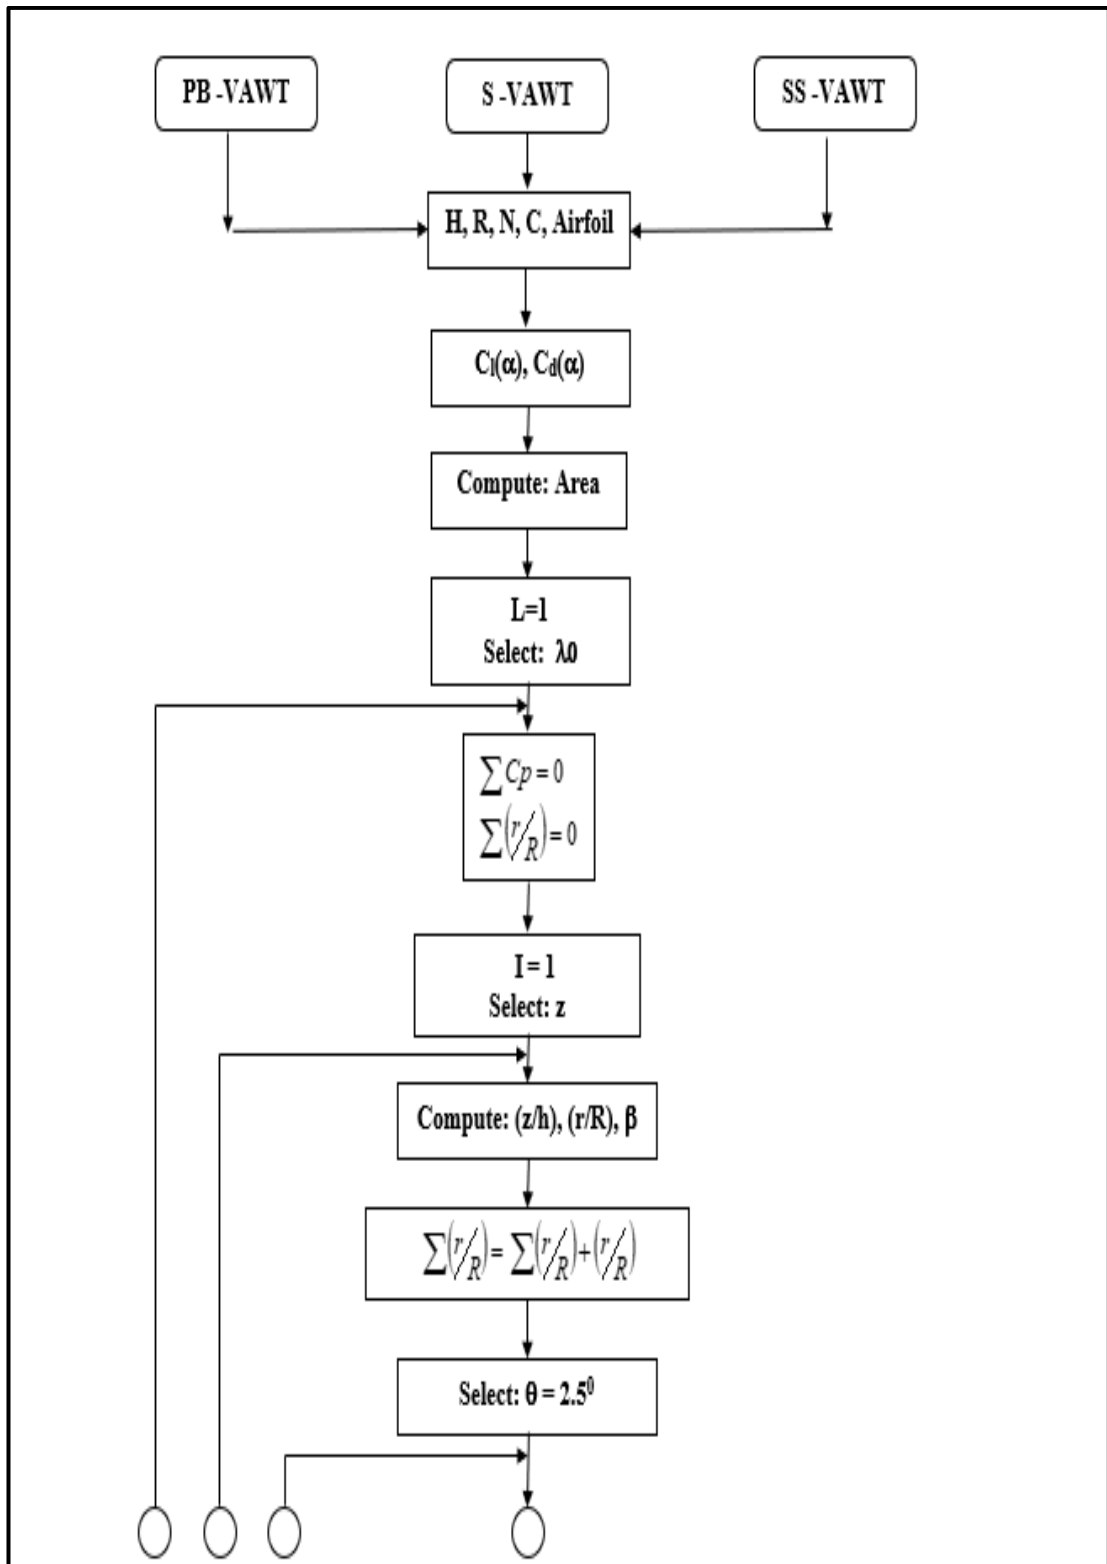 PB -VAWT
S -VAWT
SS -VAWT
H, R, N, C, Airfoil
Cl(α), Cd(α)
Compute: Area
L=1
Select: λ0
∑Cp = 0
∑(r/R) = 0
I = 1
Select: z
Compute: (z/h), (r/R), β
∑(r/R) = ∑(r/R) + (r/R)
Select: θ = 2.5⁰